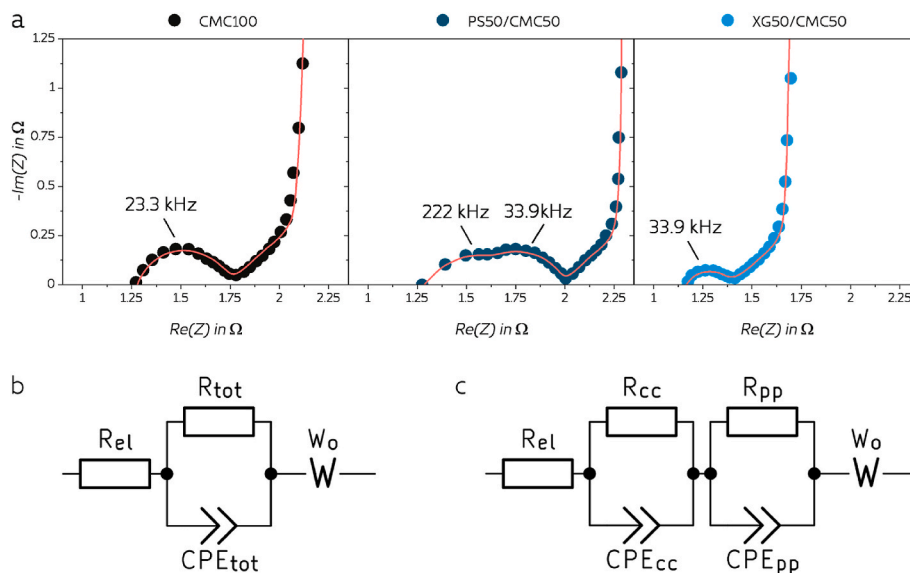 a
CMC100
PS50/CMC50
XG50/CMC50
-Im(Z) in Ω
1.25
1
0.75
0.5
0.25
0
23.3 kHz
222 kHz
33.9kHz
33.9 kHz
1 1.25 1.5 1.75 2 2.25
1 1.25 1.5 1.75 2 2.25
1 1.25 1.5 1.75 2 2.25
Re(Z) in Ω
Re(Z) in Ω
Re(Z) in Ω
b
Rtot
Rel
Wo
W
CPEtot
c
Rcc
Rpp
Rel
Wo
W
CPEcc
CPEpp